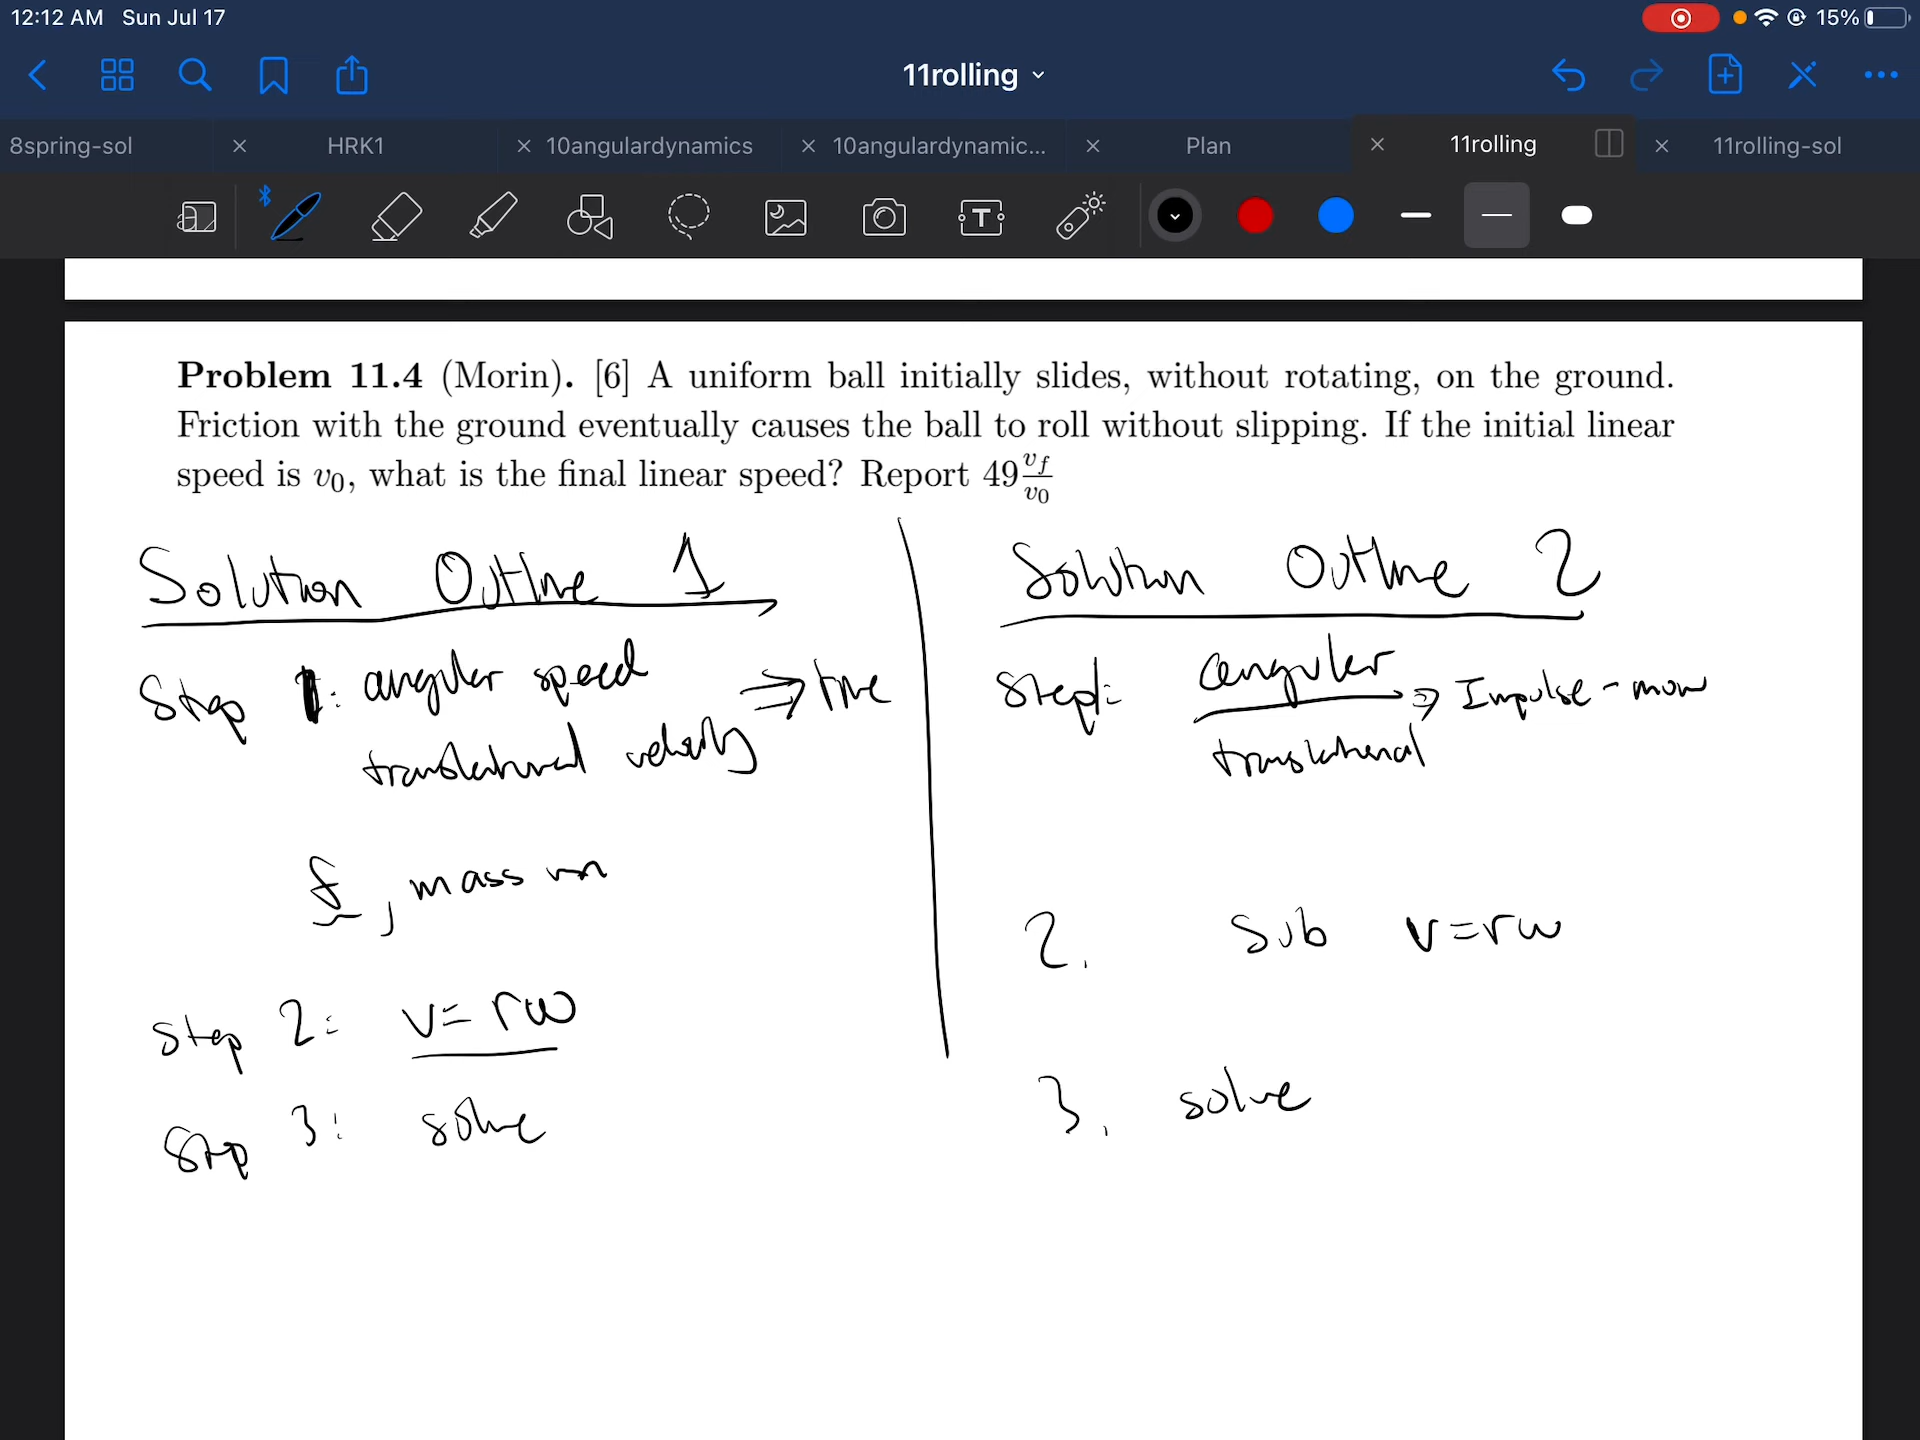 12:12 AM Sun Jul 17
15%
11rolling
8spring-sol
HRK1
10angulardynamics
10angulardynamic...
Plan
11rolling
11rolling-sol
Problem 11.4 (Morin). [6] A uniform ball initially slides, without rotating, on the ground.
Friction with the ground eventually causes the ball to roll without slipping. If the initial linear
speed is v₀, what is the final linear speed? Report 49 v_f/v₀
Solution Outline 1
Step 1: angular speed
translational velocity
⇒ time
f, mass m
Step 2: v = rω
Step 3: solve
Solution Outline 2
Step 1: angular
translational
⇒ Impulse - mom
2. Sub v=rω
3. solve